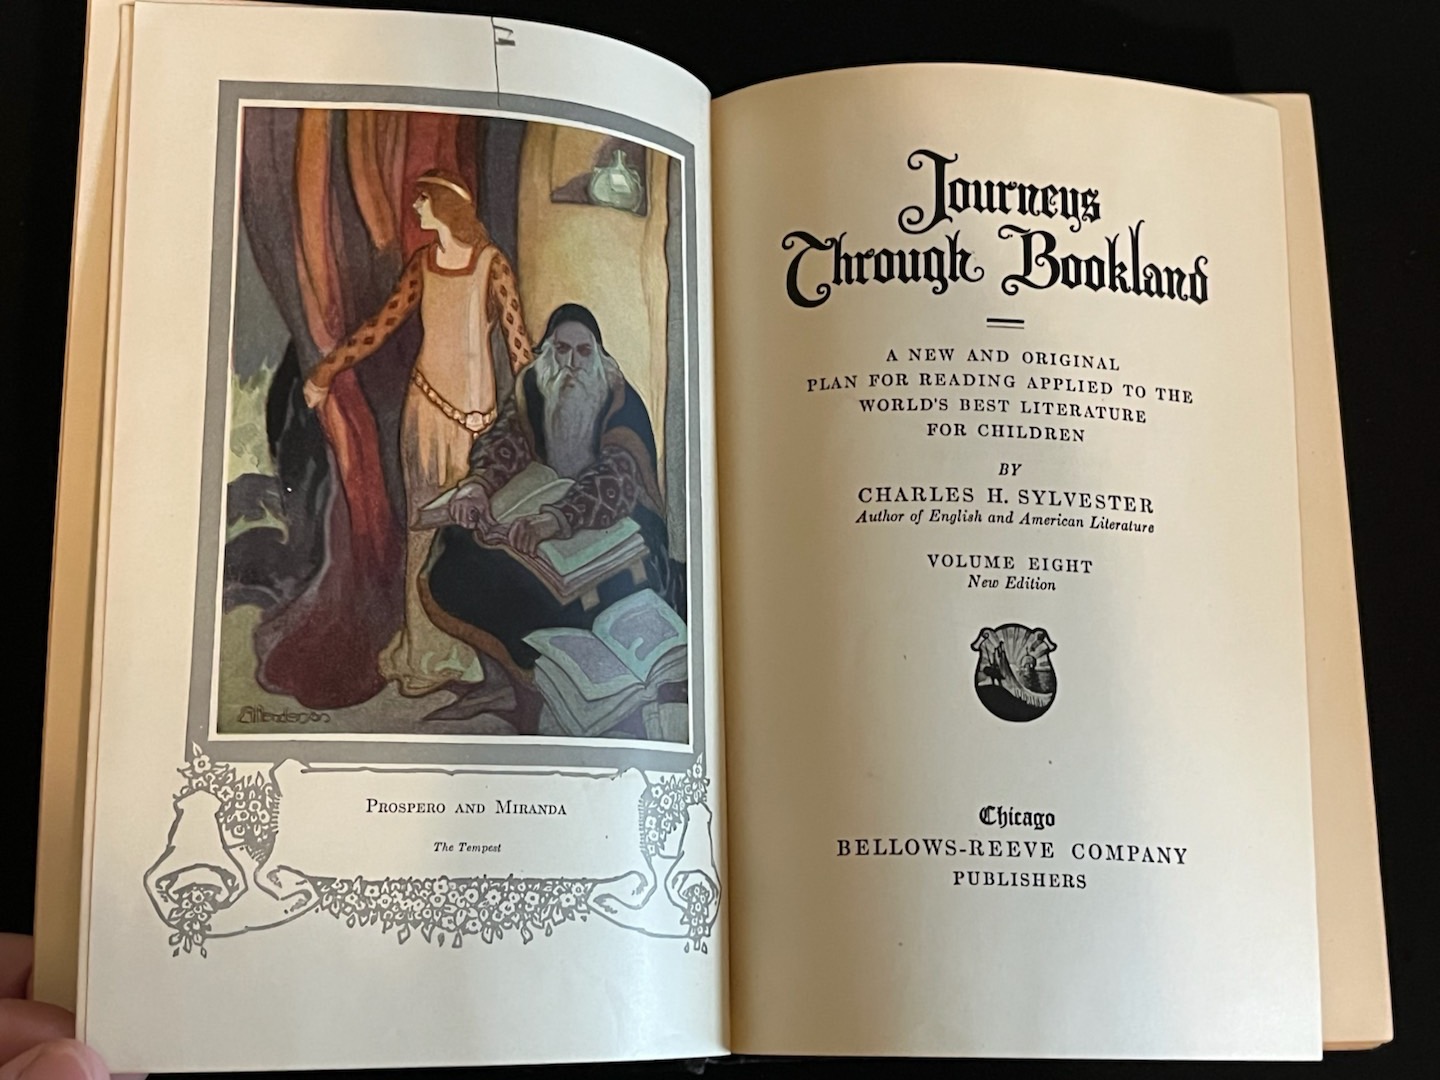 Henderson
PROSPERO AND MIRANDA
The Tempest
Journeys
Through Bookland
A NEW AND ORIGINAL
PLAN FOR READING APPLIED TO THE
WORLD'S BEST LITERATURE
FOR CHILDREN
BY
CHARLES H. SYLVESTER
Author of English and American Literature
VOLUME EIGHT
New Edition
Chicago
BELLOWS-REEVE COMPANY
PUBLISHERS